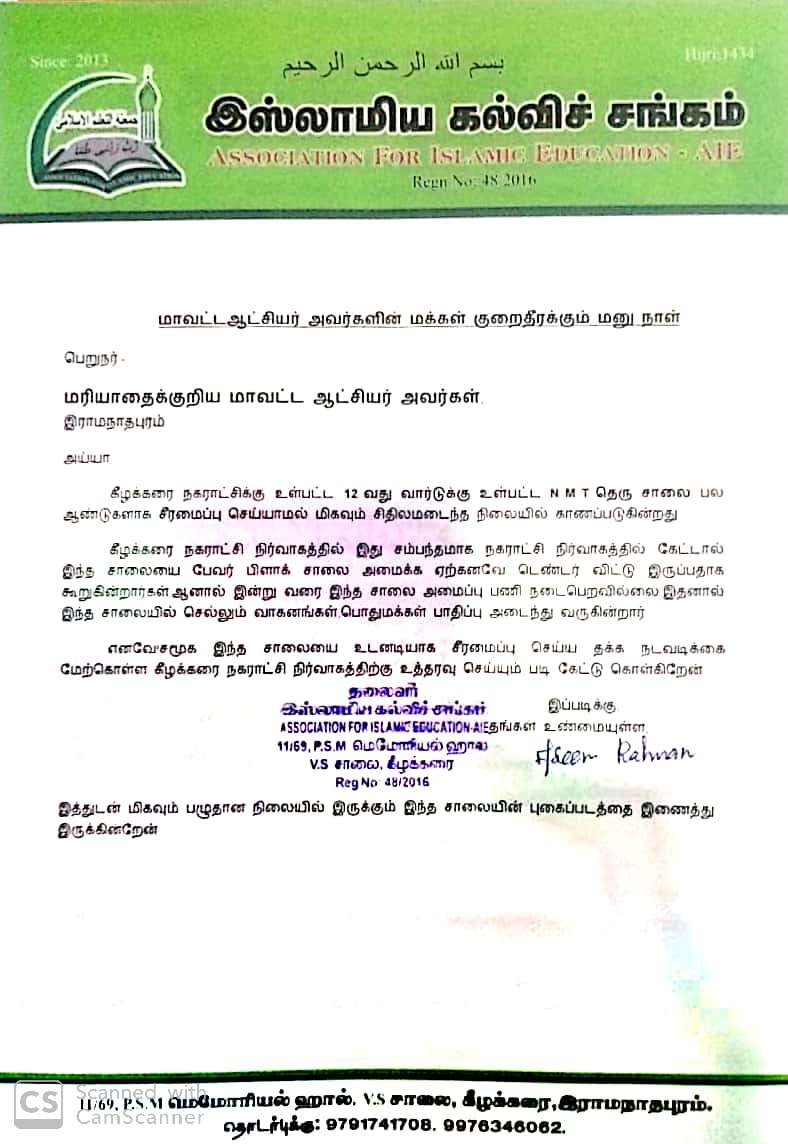 Since: 2013
بسم الله الرحمن الرحيم
Hijri:1434
இஸ்லாமிய கல்விச் சங்கம்
ASSOCIATION FOR ISLAMIC EDUCATION - AIE
Regn No; 48 2016
ASSOCIATION FOR ISLAMIC EDUCATION
மாவட்டஆட்சியர் அவர்களின் மக்கள் குறைதீரக்கும் மனு நாள்
பெறுநர் -
மரியாதைக்குறிய மாவட்ட ஆட்சியர் அவர்கள்.
இராமநாதபுரம்
அய்யா
கீழக்கரை நகராட்சிக்கு உள்பட்ட 12 வது வார்டுக்கு உள்பட்ட N M T தெரு சாலை பல
ஆண்டுகளாக சீரமைப்பு செய்யாமல் மிகவும் சிதிலமடைந்த நிலையில் காணப்படுகின்றது
கீழக்கரை நகராட்சி நிர்வாகத்தில் இது சம்பந்தமாக நகராட்சி நிர்வாகத்தில் கேட்டால்
இந்த சாலையை பேவர் பிளாக் சாலை அமைக்க ஏற்கனவே டெண்டர் விட்டு இருப்பதாக
கூறுகின்றார்கள் ஆனால் இன்று வரை இந்த சாலை அமைப்பு பணி நடைபெறவில்லை இதனால்
இந்த சாலையில் செல்லும் வாகனங்கள்,பொதுமக்கள் பாதிப்பு அடைந்து வருகின்றார்
எனவே'சமூக இந்த சாலையை உடனடியாக சீரமைப்பு செய்ய தக்க நடவடிக்கை
மேற்கொள்ள கீழக்கரை நகராட்சி நிர்வாகத்திற்கு உத்தரவு செய்யும் படி கேட்டு கொள்கிறேன்
தலைவர்
இஸ்லாமிய கல்விச் சங்கம்
ASSOCIATION FOR ISLAMIC EDUCATION-AIE
11/69, P.S.M மெமோரியல் ஹால்
V.S சாலை, கீழக்கரை
Reg No: 48/2016
இப்படிக்கு
தங்கள் உண்மையுள்ள
Rahman
இத்துடன் மிகவும் பழுதான நிலையில் இருக்கும் இந்த சாலையின் புகைப்படத்தை இணைத்து
இருக்கின்றேன்
CS Scanned with
CamScanner
11/69, P.S.M மெமோரியல் ஹால். V.S சாலை, கீழக்கரை,இராமநாதபுரம்.
தொடர்புக்கு: 9791741708, 9976346062.